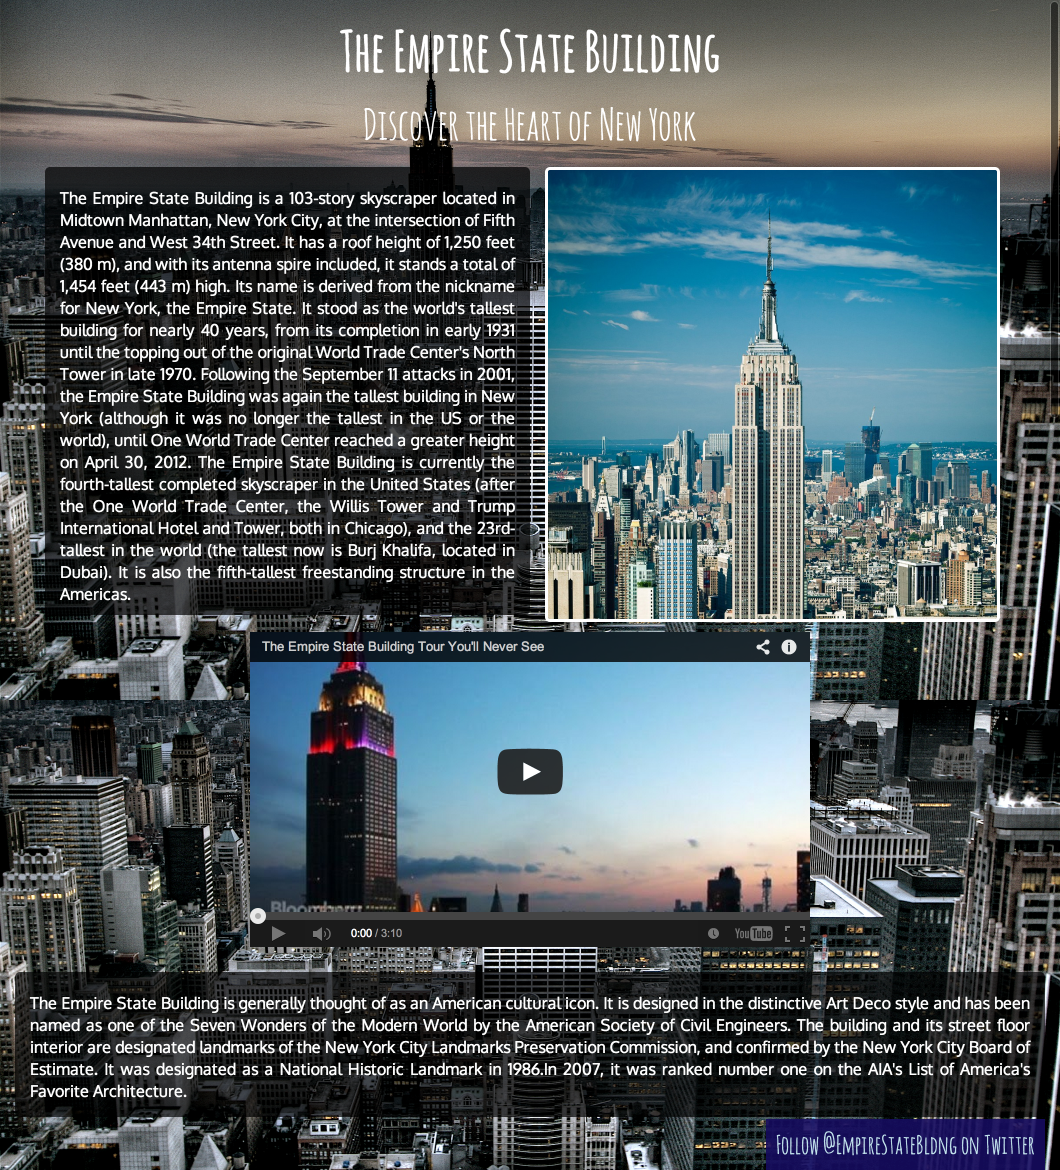 The Empire State Building
Discover the Heart of New York
The Empire State Building is a 103-story skyscraper located in
Midtown Manhattan, New York City, at the intersection of Fifth
Avenue and West 34th Street. It has a roof height of 1,250 feet
(380 m), and with its antenna spire included, it stands a total of
1,454 feet (443 m) high. Its name is derived from the nickname
for New York, the Empire State. It stood as the world's tallest
building for nearly 40 years, from its completion in early 1931
until the topping out of the original World Trade Center's North
Tower in late 1970. Following the September 11 attacks in 2001,
the Empire State Building was again the tallest building in New
York (although it was no longer the tallest in the US or the
world), until One World Trade Center reached a greater height
on April 30, 2012. The Empire State Building is currently the
fourth-tallest completed skyscraper in the United States (after
the One World Trade Center, the Willis Tower and Trump
International Hotel and Tower, both in Chicago), and the 23rd-
tallest in the world (the tallest now is Burj Khalifa, located in
Dubai). It is also the fifth-tallest freestanding structure in the
Americas.
The Empire State Building Tour You'll Never See
Bloomberg
0:00 / 3:10
YouTube
The Empire State Building is generally thought of as an American cultural icon. It is designed in the distinctive Art Deco style and has been
named as one of the Seven Wonders of the Modern World by the American Society of Civil Engineers. The building and its street floor
interior are designated landmarks of the New York City Landmarks Preservation Commission, and confirmed by the New York City Board of
Estimate. It was designated as a National Historic Landmark in 1986.In 2007, it was ranked number one on the AIA's List of America's
Favorite Architecture.
Follow @EmpireStateBldng on Twitter